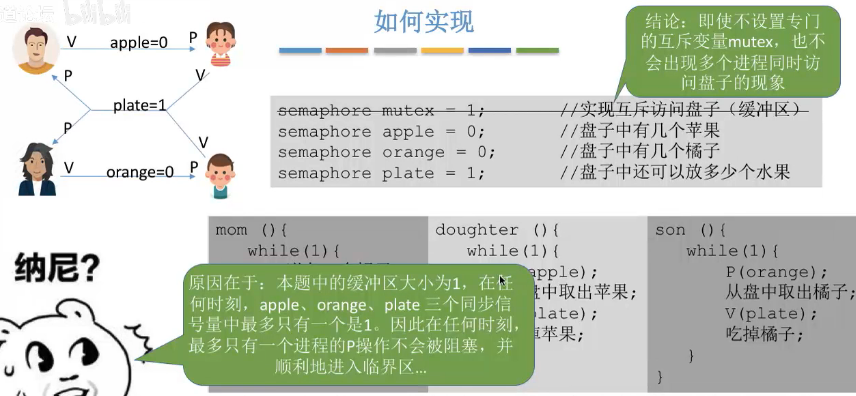 如何实现
V apple=0 P
P V
plate=1
P V
V orange=0 P
结论：即使不设置专门
的互斥变量mutex，也不
会出现多个进程同时访
问盘子的现象
semaphore mutex = 1; //实现互斥访问盘子（缓冲区）
semaphore apple = 0; //盘子中有几个苹果
semaphore orange = 0; //盘子中有几个橘子
semaphore plate = 1; //盘子中还可以放多少个水果
纳尼？
mom (){
while(1){
原因在于：本题中的缓冲区大小为1，在任
何时刻，apple、orange、plate 三个同步信
号量中最多只有一个是1。因此在任何时刻，
最多只有一个进程的P操作不会被阻塞，并
顺利地进入临界区...
doughter (){
while(1){
apple);
盘中取出苹果;
plate);
掉苹果;
son (){
while(1){
P(orange);
从盘中取出橘子;
V(plate);
吃掉橘子;
}
}